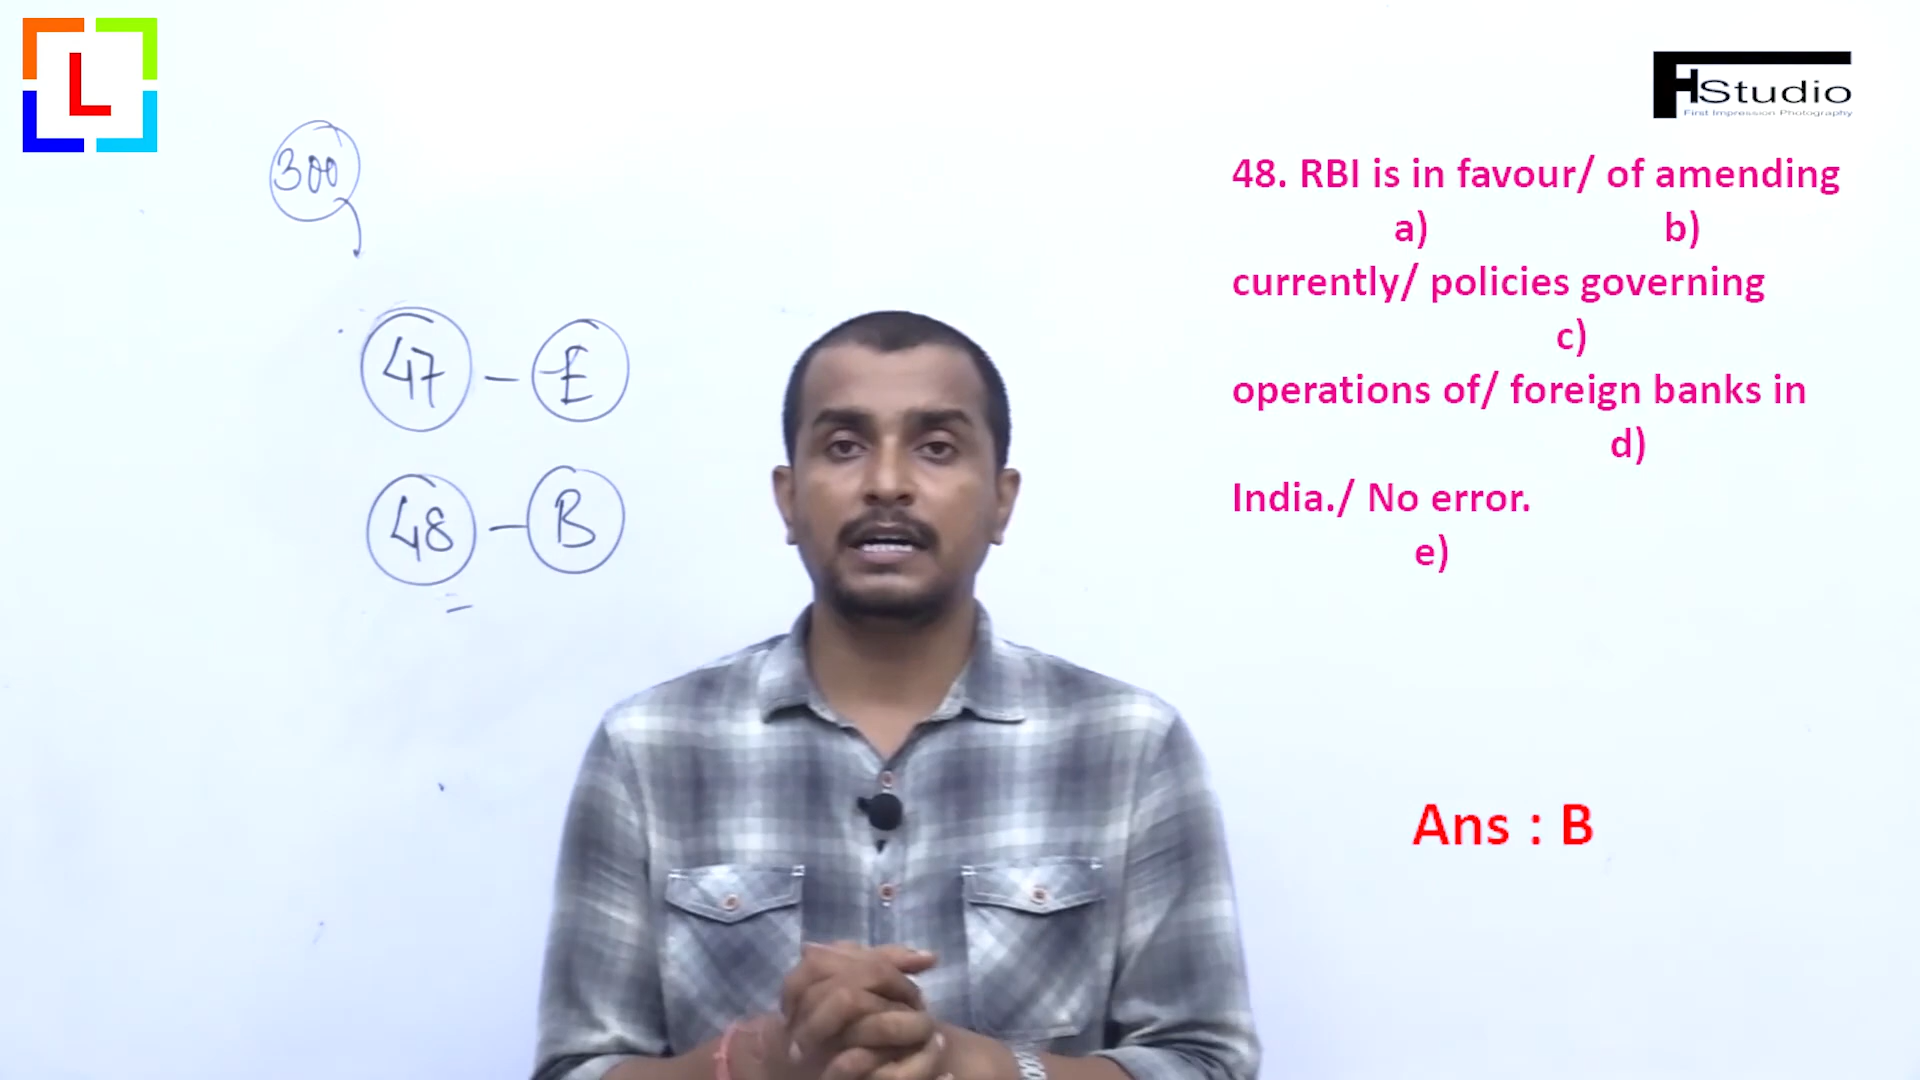 L
HStudio
First Impression Photography
300
47 - E
48 - B
48. RBI is in favour/ of amending
a) b)
currently/ policies governing
c)
operations of/ foreign banks in
d)
India./ No error.
e)
Ans : B